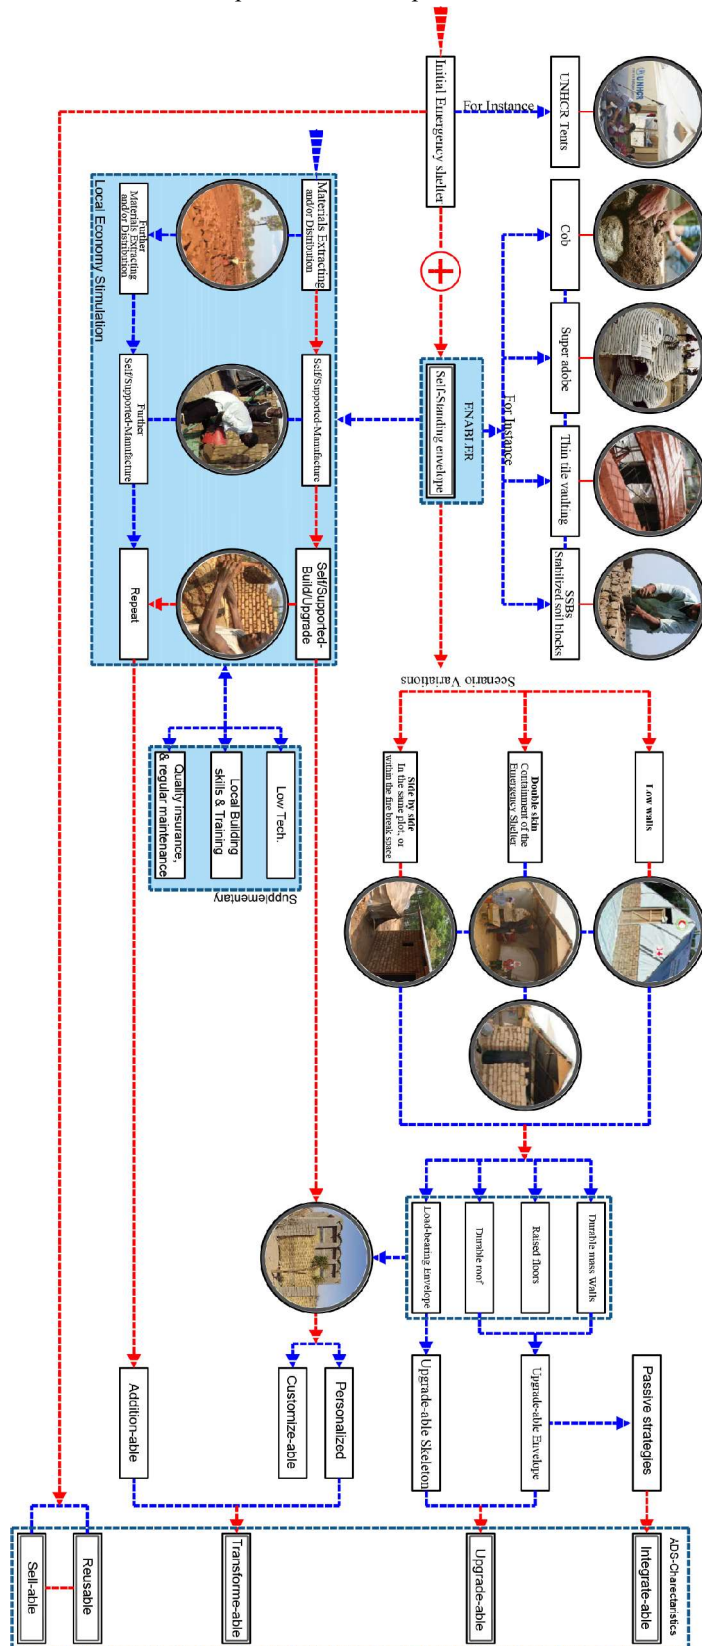 UNHCR Tents
Cob
Super adobe
Thin tile vaulting
SSBs
Stabilized soil blocks
For Instance
For Instance
Initial Emergency shelter
ENABLER
Self-Standing envelope
Materials Extracting
and/or Distribution
Self/Supported-Manufacture
Self/Supported-
Build/Upgrade
Further
Materials Extracting
and/or Distribution
Further
Self/Supported-Manufacture
Repeat
Local Economy Stimulation
Low Tech.
Local Building
skills & Training
Quality insurance,
& regular maintenance
Supplementary
Scenario Variations
Low walls
Double skin
Containment of the
Emergency Shelter
Side by side
In the same plot, or
within the fire break space
Durable mass Walls
Raised floors
Durable roof
Load-bearing Envelope
Passive strategies
Upgrade-able Envelope
Upgrade-able Skeleton
Personalized
Customize-able
Addition-able
ADS-Charectaristics
Integrate-able
Upgrade-able
Transforme-able
Reusable
Sell-able
UNHCR